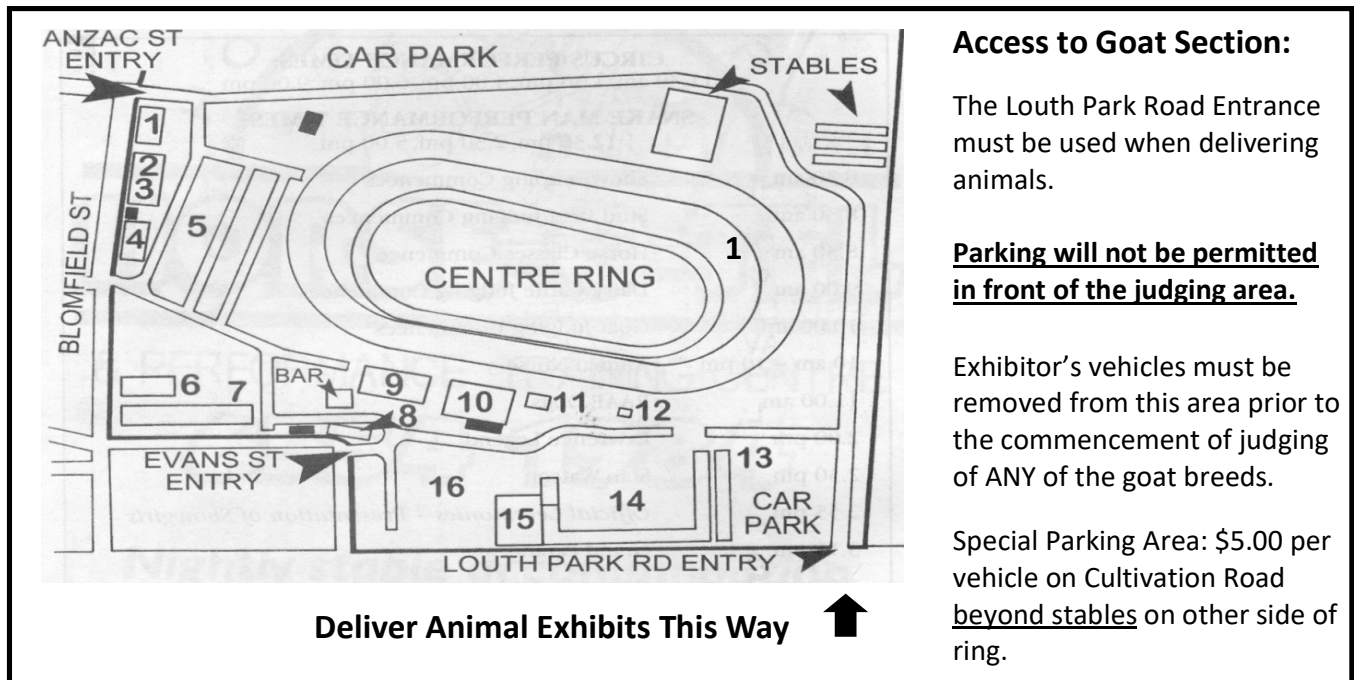 ANZAC ST
ENTRY
CAR PARK
STABLES
1
2
3
4
5
BLOMFIELD ST
CENTRE RING
1
6
7
BAR
8
9
10
11
12
EVANS ST
ENTRY
16
15
14
13
CAR
PARK
LOUTH PARK RD ENTRY
Deliver Animal Exhibits This Way
Access to Goat Section:
The Louth Park Road Entrance
must be used when delivering
animals.
Parking will not be permitted
in front of the judging area.
Exhibitor's vehicles must be
removed from this area prior to
the commencement of judging
of ANY of the goat breeds.
Special Parking Area: $5.00 per
vehicle on Cultivation Road
beyond stables on other side of
ring.